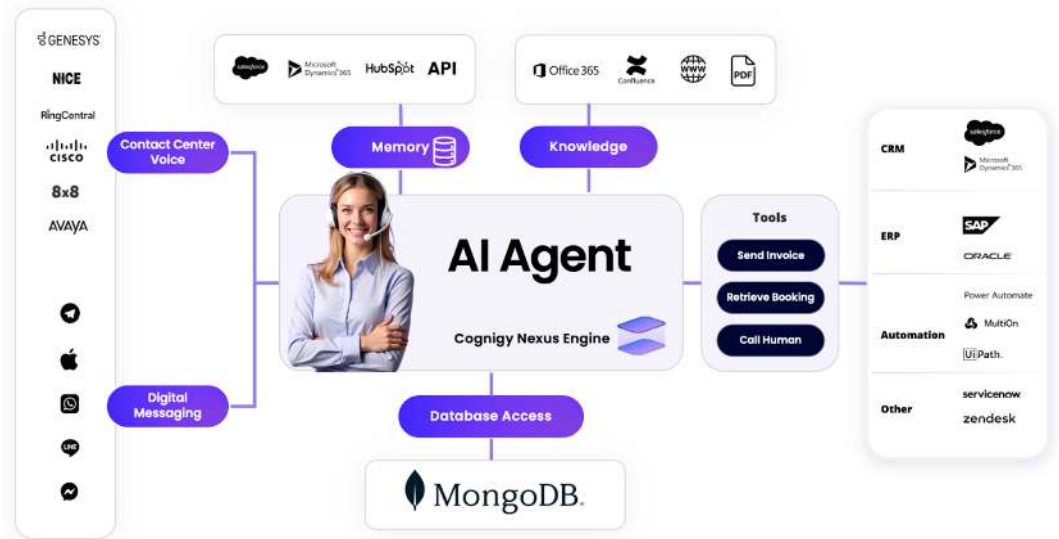 GENESYS
NICE
RingCentral
CISCO
8x8
AVAYA
Contact Center
Voice
LINE
Digital
Messaging
salesforce
Microsoft
Dynamics 365
HubSpot
API
Memory
Office 365
Confluence
WWW
PDF
Knowledge
AI Agent
Cognigy Nexus Engine
Database Access
MongoDB.
Tools
Send Invoice
Retrieve Booking
Call Human
CRM
salesforce
Microsoft
Dynamics 365
ERP
SAP
ORACLE
Automation
Power Automate
MultiOn
UiPath.
Other
servicenow
zendesk